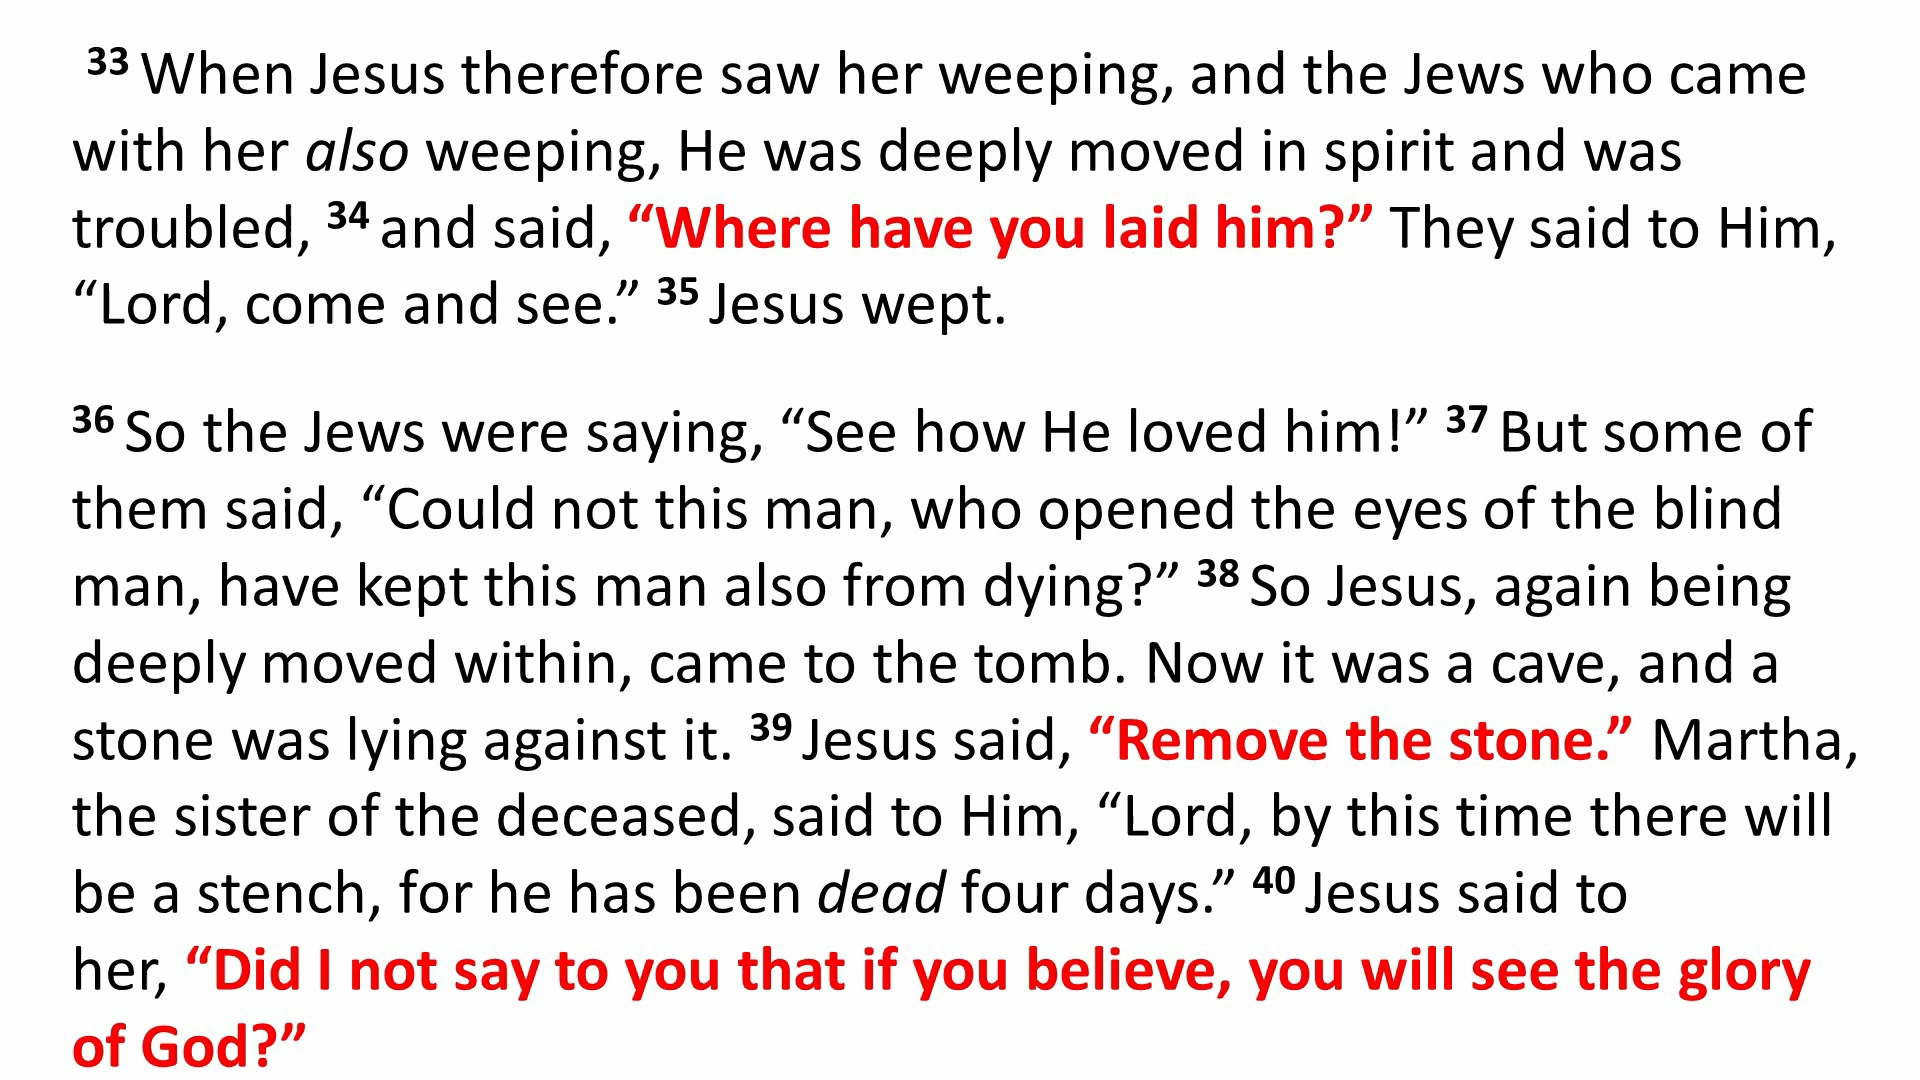 33 When Jesus therefore saw her weeping, and the Jews who came
with her also weeping, He was deeply moved in spirit and was
troubled, 34 and said, “Where have you laid him?” They said to Him,
“Lord, come and see.” 35 Jesus wept.
36 So the Jews were saying, “See how He loved him!” 37 But some of
them said, “Could not this man, who opened the eyes of the blind
man, have kept this man also from dying?” 38 So Jesus, again being
deeply moved within, came to the tomb. Now it was a cave, and a
stone was lying against it. 39 Jesus said, “Remove the stone.” Martha,
the sister of the deceased, said to Him, “Lord, by this time there will
be a stench, for he has been dead four days.” 40 Jesus said to
her, “Did I not say to you that if you believe, you will see the glory
of God?”